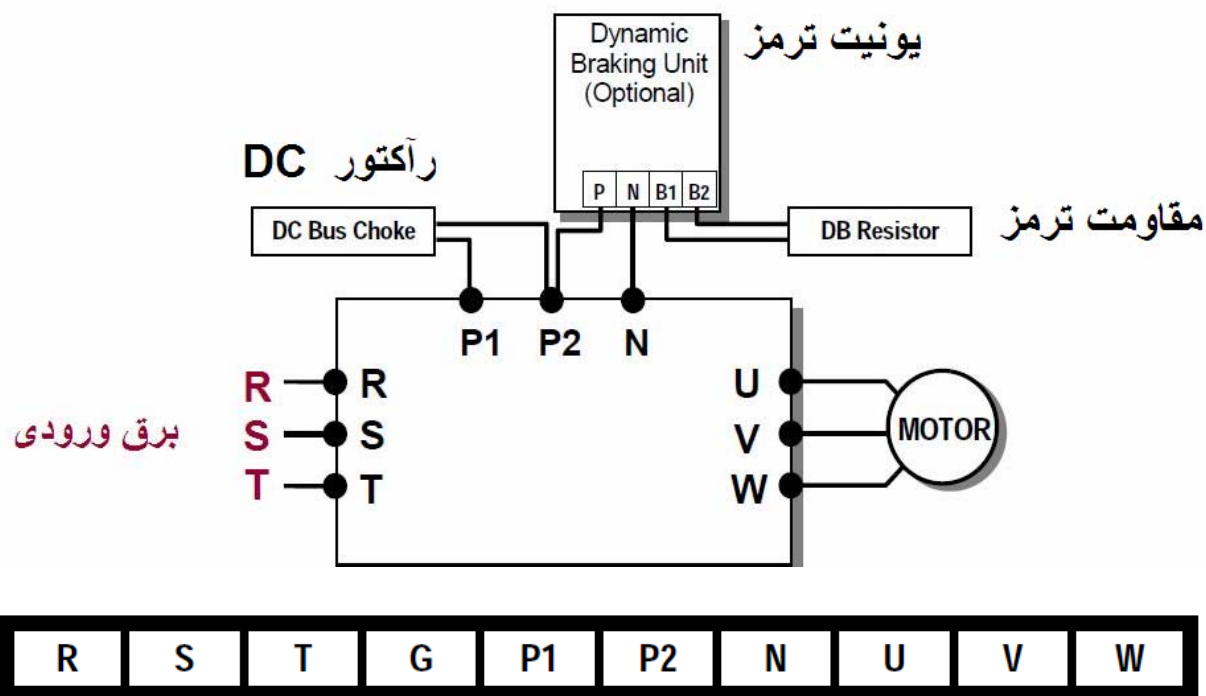 Dynamic
Braking Unit
(Optional)
یونیت ترمز
P N B1 B2
رآکتور DC
DC Bus Choke
DB Resistor
مقاومت ترمز
P1 P2 N
R R
S S
T T
برق ورودی
U
V
W
MOTOR
R S T G P1 P2 N U V W